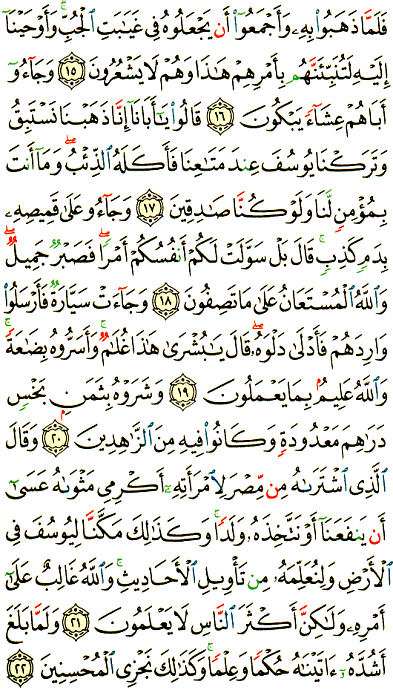 فَلَمَّا ذَهَبُوا۟ بِهِۦ وَأَجْمَعُوٓا۟ أَن يَجْعَلُوهُ فِى غَيَـٰبَتِ ٱلْجُبِّ ۚ وَأَوْحَيْنَآ
إِلَيْهِ لَتُنَبِّئَنَّهُم بِأَمْرِهِمْ هَـٰذَا وَهُمْ لَا يَشْعُرُونَ ١٥ وَجَآءُوٓ
أَبَاهُمْ عِشَآءً يَبْكُونَ ١٦ قَالُوا۟ يَـٰٓأَبَانَآ إِنَّا ذَهَبْنَا نَسْتَبِقُ
وَتَرَكْنَا يُوسُفَ عِندَ مَتَـٰعِنَا فَأَكَلَهُ ٱلذِّئْبُ ۖ وَمَآ أَنتَ
بِمُؤْمِنٍ لَّنَا وَلَوْ كُنَّا صَـٰدِقِينَ ١٧ وَجَآءُو عَلَىٰ قَمِيصِهِۦ
بِدَمٍ كَذِبٍ ۚ قَالَ بَلْ سَوَّلَتْ لَكُمْ أَنفُسُكُمْ أَمْرًا ۖ فَصَبْرٌ جَمِيلٌ ۖ
وَٱللَّهُ ٱلْمُسْتَعَانُ عَلَىٰ مَا تَصِفُونَ ١٨ وَجَآءَتْ سَيَّارَةٌ فَأَرْسَلُوا۟
وَارِدَهُمْ فَأَدْلَىٰ دَلْوَهُۥ ۖ قَالَ يَـٰبُشْرَىٰ هَـٰذَا غُلَـٰمٌ ۚ وَأَسَرُّوهُ بِضَـٰعَةً ۚ
وَٱللَّهُ عَلِيمٌۢ بِمَا يَعْمَلُونَ ١٩ وَشَرَوْهُ بِثَمَنٍۭ بَخْسٍ
دَرَٰهِمَ مَعْدُودَةٍ وَكَانُوا۟ فِيهِ مِنَ ٱلزَّٰهِدِينَ ٢٠ وَقَالَ
ٱلَّذِى ٱشْتَرَىٰهُ مِن مِّصْرَ لِٱمْرَأَتِهِۦٓ أَكْرِمِى مَثْوَىٰهُ عَسَىٰٓ
أَن يَنفَعَنَآ أَوْ نَتَّخِذَهُۥ وَلَدًا ۚ وَكَذَٰلِكَ مَكَّنَّا لِيُوسُفَ فِى
ٱلْأَرْضِ وَلِنُعَلِّمَهُۥ مِن تَأْوِيلِ ٱلْأَحَادِيثِ ۚ وَٱللَّهُ غَالِبٌ عَلَىٰٓ
أَمْرِهِۦ وَلَـٰكِنَّ أَكْثَرَ ٱلنَّاسِ لَا يَعْلَمُونَ ٢١ وَلَمَّا بَلَغَ
أَشُدَّهُۥٓ ءَاتَيْنَـٰهُ حُكْمًا وَعِلْمًا ۚ وَكَذَٰلِكَ نَجْزِى ٱلْمُحْسِنِينَ ٢٢